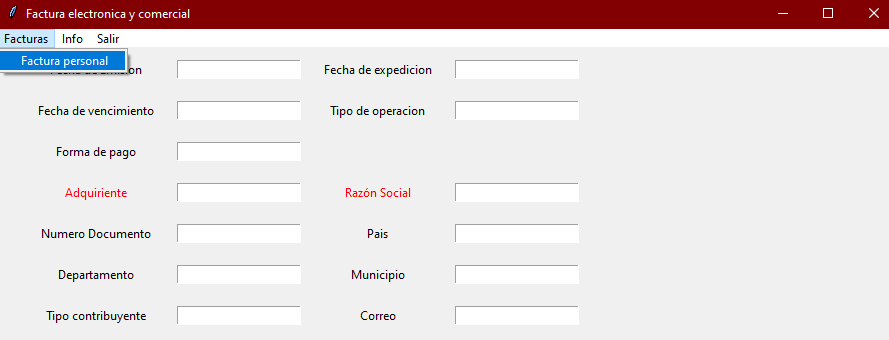 Factura electronica y comercial
Facturas Info Salir
Factura personal
Fecha de expedicion
Fecha de vencimiento Tipo de operacion
Forma de pago
Adquiriente Razón Social
Numero Documento Pais
Departamento Municipio
Tipo contribuyente Correo